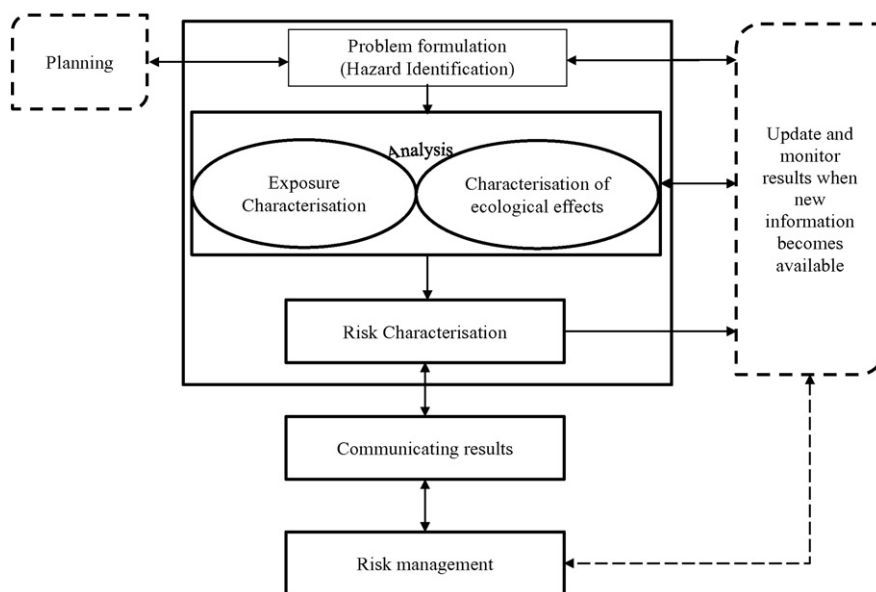 Planning
Problem formulation
(Hazard Identification)
Analysis
Exposure
Characterisation
Characterisation of
ecological effects
Update and
monitor
results when
new
information
becomes
available
Risk Characterisation
Communicating results
Risk management